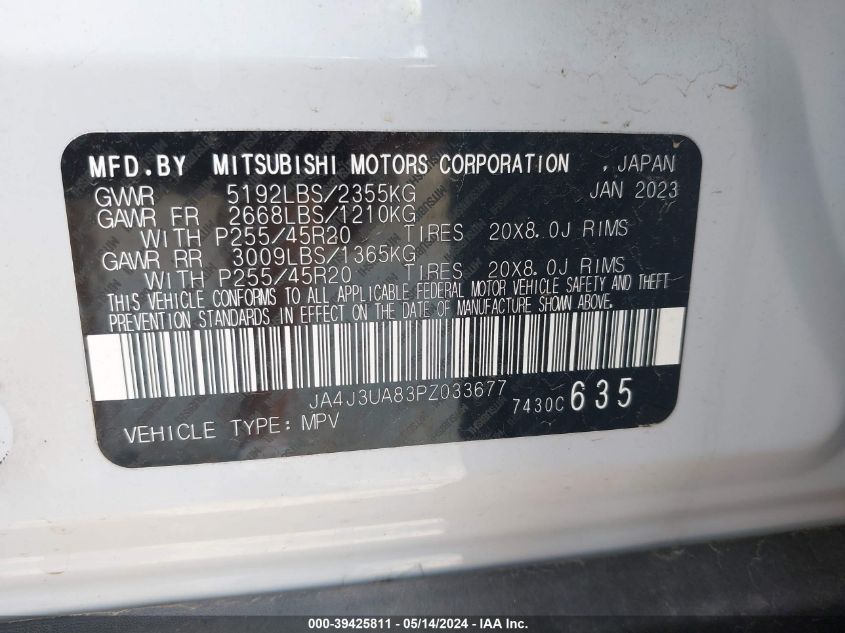 MFD.BY MITSUBISHI MOTORS CORPORATION , JAPAN
GVWR 5192LBS/2355KG JAN 2023
GAWR FR 2668LBS/1210KG
WITH P255/45R20 TIRES 20X8.0J RIMS
GAWR RR 3009LBS/1365KG
WITH P255/45R20 TIRES 20X8.0J RIMS
THIS VEHICLE CONFORMS TO ALL APPLICABLE FEDERAL MOTOR VEHICLE SAFETY AND THEFT
PREVENTION STANDARDS IN EFFECT ON THE DATE OF MANUFACTURE SHOWN ABOVE.
JA4J3UA83PZ033677
7430C 635
VEHICLE TYPE: MPV
000-39425811 - 05/14/2024 - IAAI.com